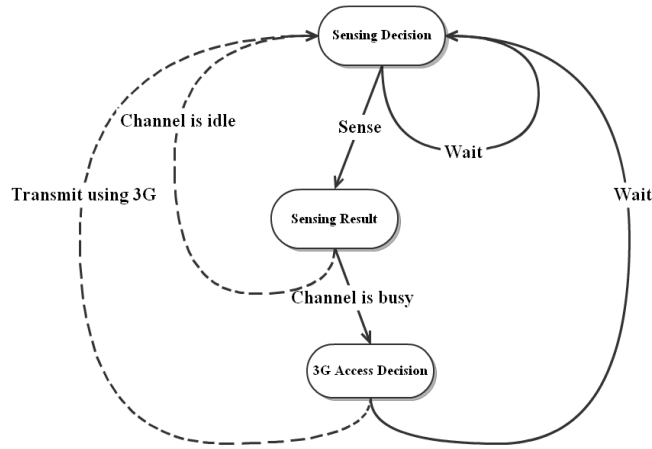 Sensing Decision
Channel is idle
Sense
Wait
Transmit using 3G
Wait
Sensing Result
Channel is busy
3G Access Decision